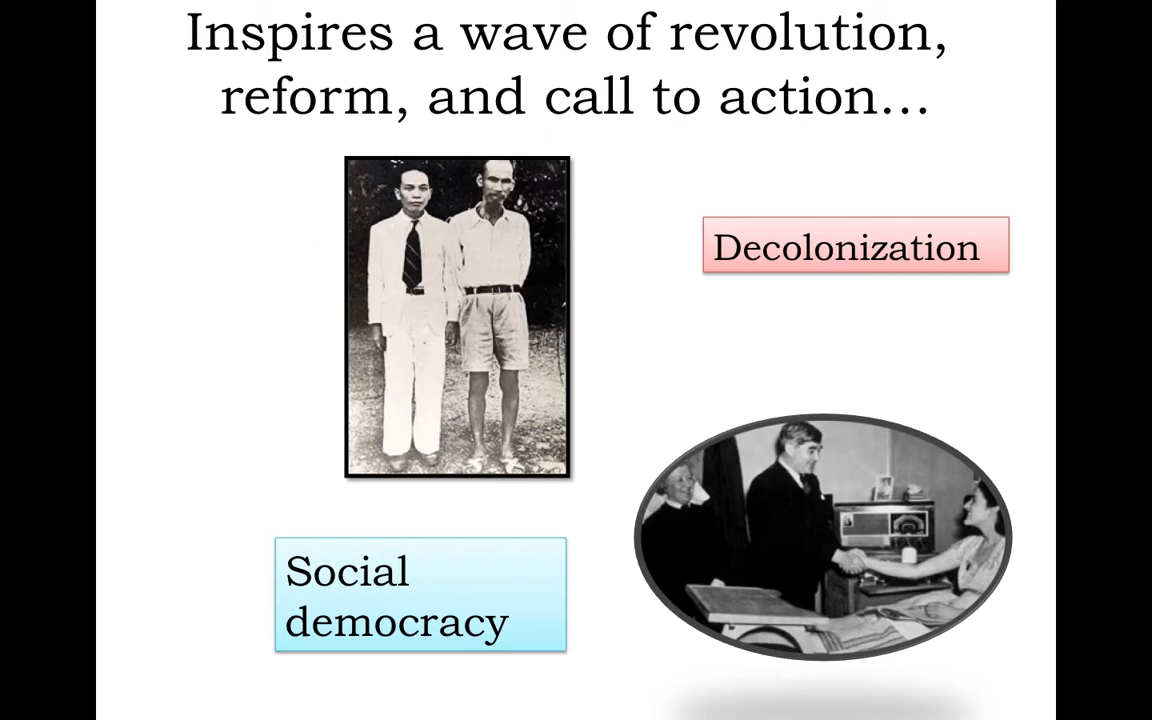 Inspires a wave of revolution,
reform, and call to action…
Decolonization
Social
democracy